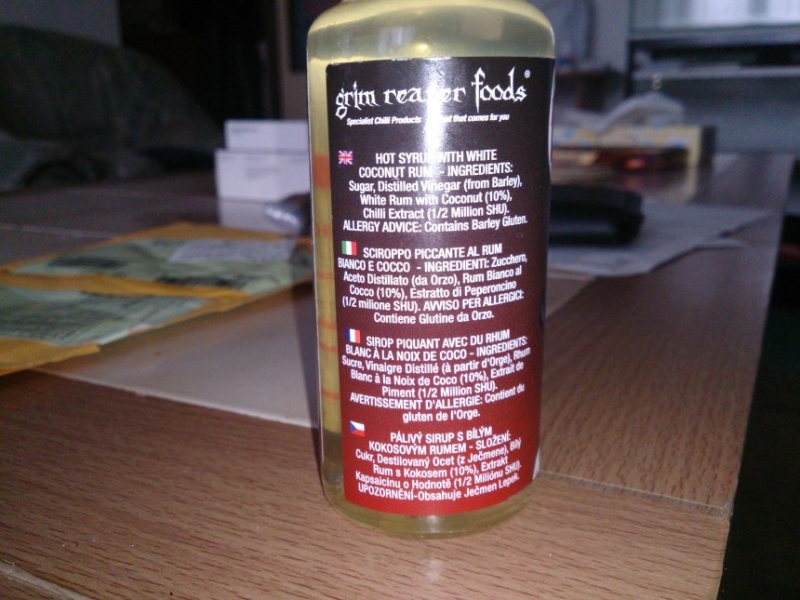 grim reaper foods®
Specialist Chilli Products heat that comes for you
HOT SYRUP WITH WHITE
COCONUT RUM - INGREDIENTS:
Sugar, Distilled Vinegar (from Barley),
White Rum with Coconut (10%),
Chilli Extract (1/2 Million SHU).
ALLERGY ADVICE: Contains Barley Gluten.
SCIROPPO PICCANTE AL RUM
BIANCO E COCCO - INGREDIENTI: Zucchero,
Aceto Distillato (da Orzo), Rum Bianco al
Cocco (10%), Estratto di Peperoncino
(1/2 milione SHU). AVVISO PER ALLERGICI:
Contiene Glutine da Orzo.
SIROP PIQUANT AVEC DU RHUM
BLANC À LA NOIX DE COCO - INGREDIENTS:
Sucre, Vinaigre Distillé (à partir d'Orge), Rhum
Blanc à la Noix de Coco (10%), Extrait de
Piment (1/2 Million SHU).
AVERTISSEMENT D'ALLERGIE: Contient du
gluten de l'Orge.
PÁLIVÝ SIRUP S BÍLÝM
KOKOSOVÝM RUMEM - SLOŽENÍ:
Cukr, Destilovaný Ocet (z Ječmene), Bílý
Rum s Kokosem (10%), Extrakt
Kapsaicinu o Hodnotě (1/2 Miliónu SHU).
UPOZORNĚNÍ-Obsahuje Ječmen Lepek.